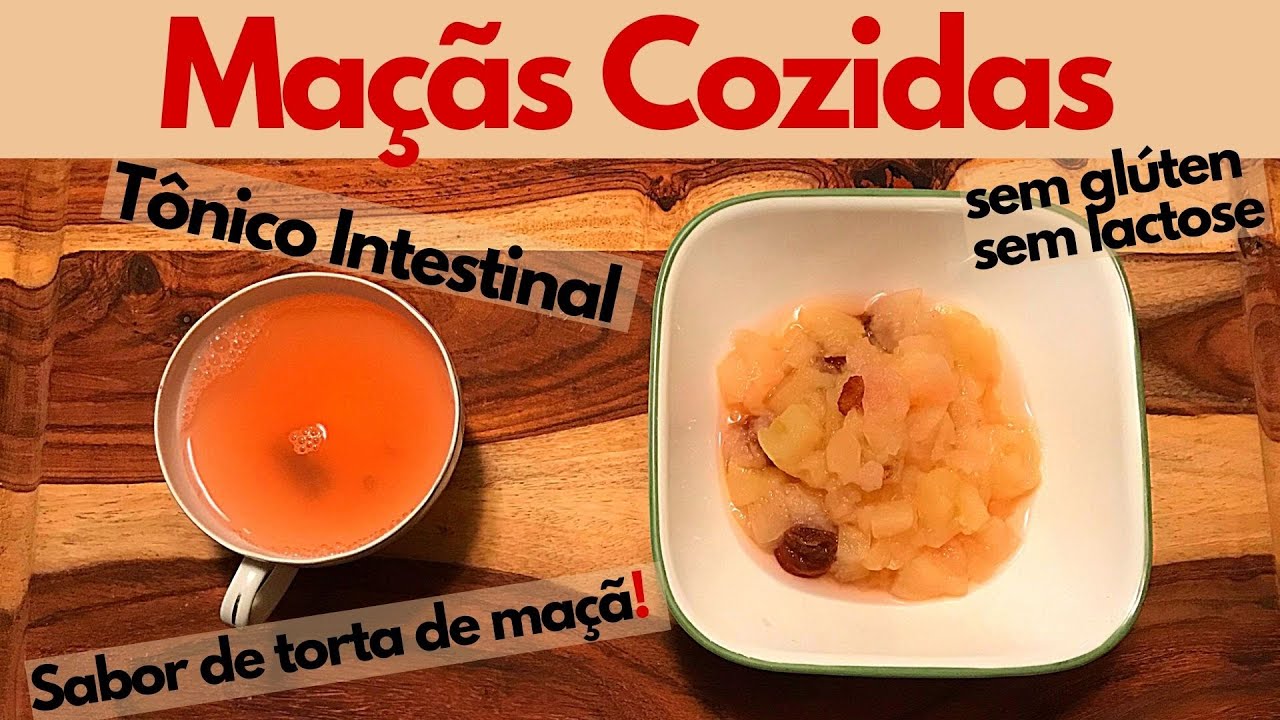 Maçãs Cozidas
Tônico Intestinal
sem glúten
sem lactose
Sabor de torta de maçã!